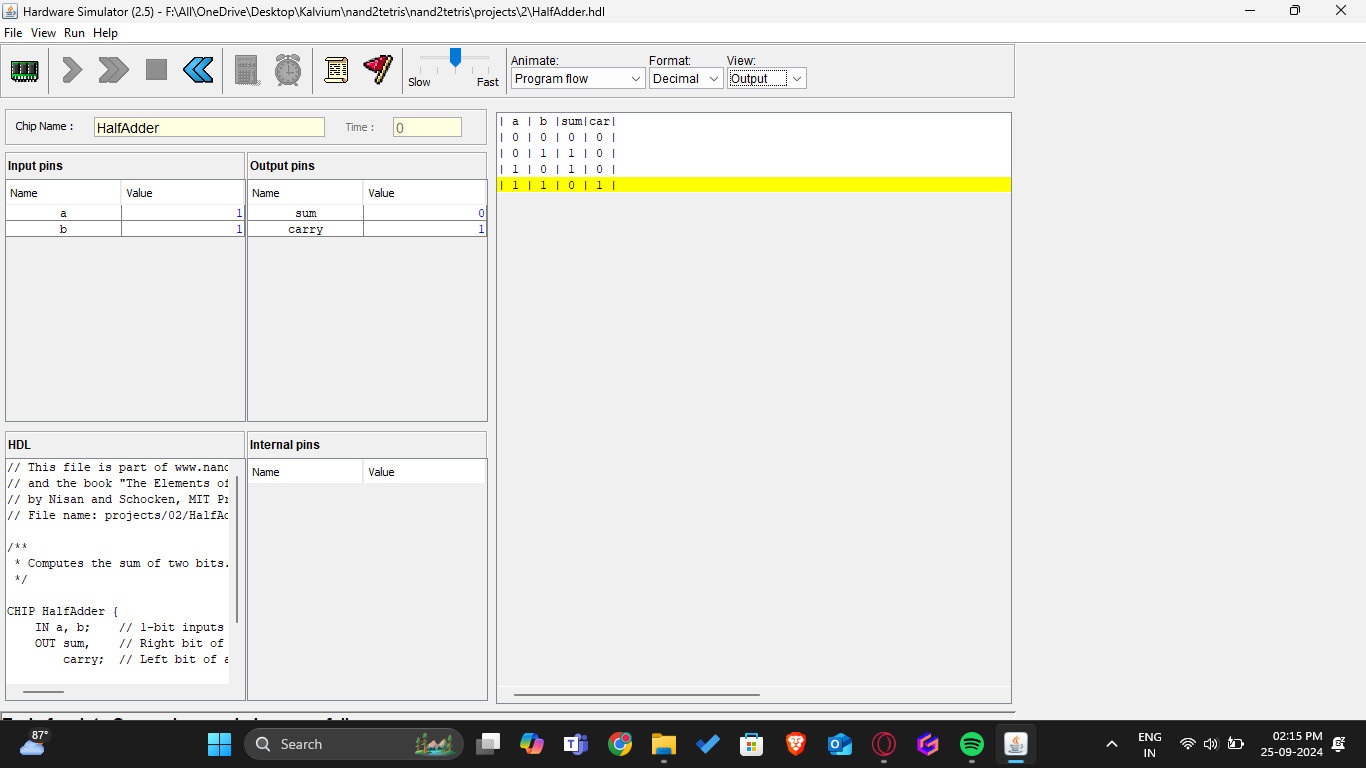 Hardware Simulator (2.5) - F:\All\OneDrive\Desktop\Kalvium\nand2tetris\nand2tetris\projects\2\HalfAdder.hdl
File View Run Help
Slow Fast
Animate: Format: View:
Program flow Decimal Output
Chip Name : HalfAdder Time : 0
Input pins Output pins
Name Value Name Value
a 1 sum 0
b 1 carry 1
| a | b |sum|car|
| 0 | 0 | 0 | 0 |
| 0 | 1 | 1 | 0 |
| 1 | 0 | 1 | 0 |
| 1 | 1 | 0 | 1 |
HDL Internal pins
Name Value
// This file is part of www.nand
// and the book "The Elements of
// by Nisan and Schocken, MIT Pr
// File name: projects/02/HalfAd
/**
* Computes the sum of two bits.
*/
CHIP HalfAdder {
IN a, b; // 1-bit inputs
OUT sum, // Right bit of
carry; // Left bit of a
87°
Search
ENG
IN
02:15 PM
25-09-2024